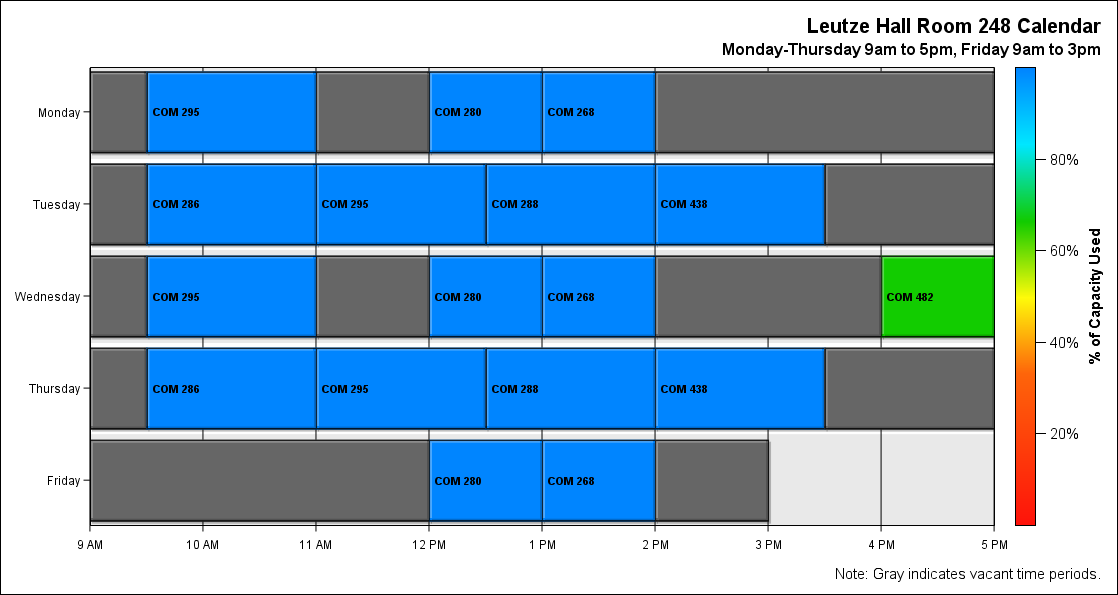 Leutze Hall Room 248 Calendar
Monday-Thursday 9am to 5pm, Friday 9am to 3pm
Monday
COM 295
COM 280
COM 268
Tuesday
COM 286
COM 295
COM 288
COM 438
Wednesday
COM 295
COM 280
COM 268
COM 482
Thursday
COM 286
COM 295
COM 288
COM 438
Friday
COM 280
COM 268
9 AM
10 AM
11 AM
12 PM
1 PM
2 PM
3 PM
4 PM
5 PM
80%
60%
40%
20%
% of Capacity Used
Note: Gray indicates vacant time periods.